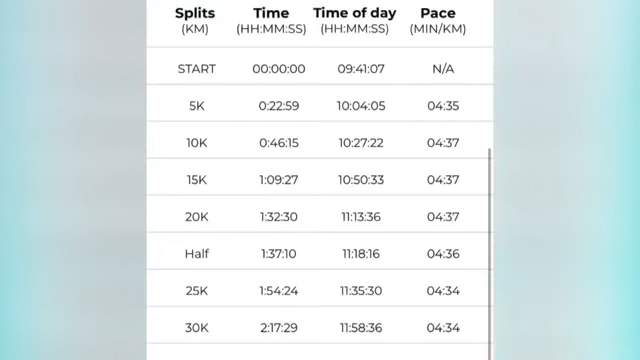 Splits Time Time of day Pace
(KM) (HH:MM:SS) (HH:MM:SS) (MIN/KM)
START 00:00:00 09:41:07 N/A
5K 0:22:59 10:04:05 04:35
10K 0:46:15 10:27:22 04:37
15K 1:09:27 10:50:33 04:37
20K 1:32:30 11:13:36 04:37
Half 1:37:10 11:18:16 04:36
25K 1:54:24 11:35:30 04:34
30K 2:17:29 11:58:36 04:34